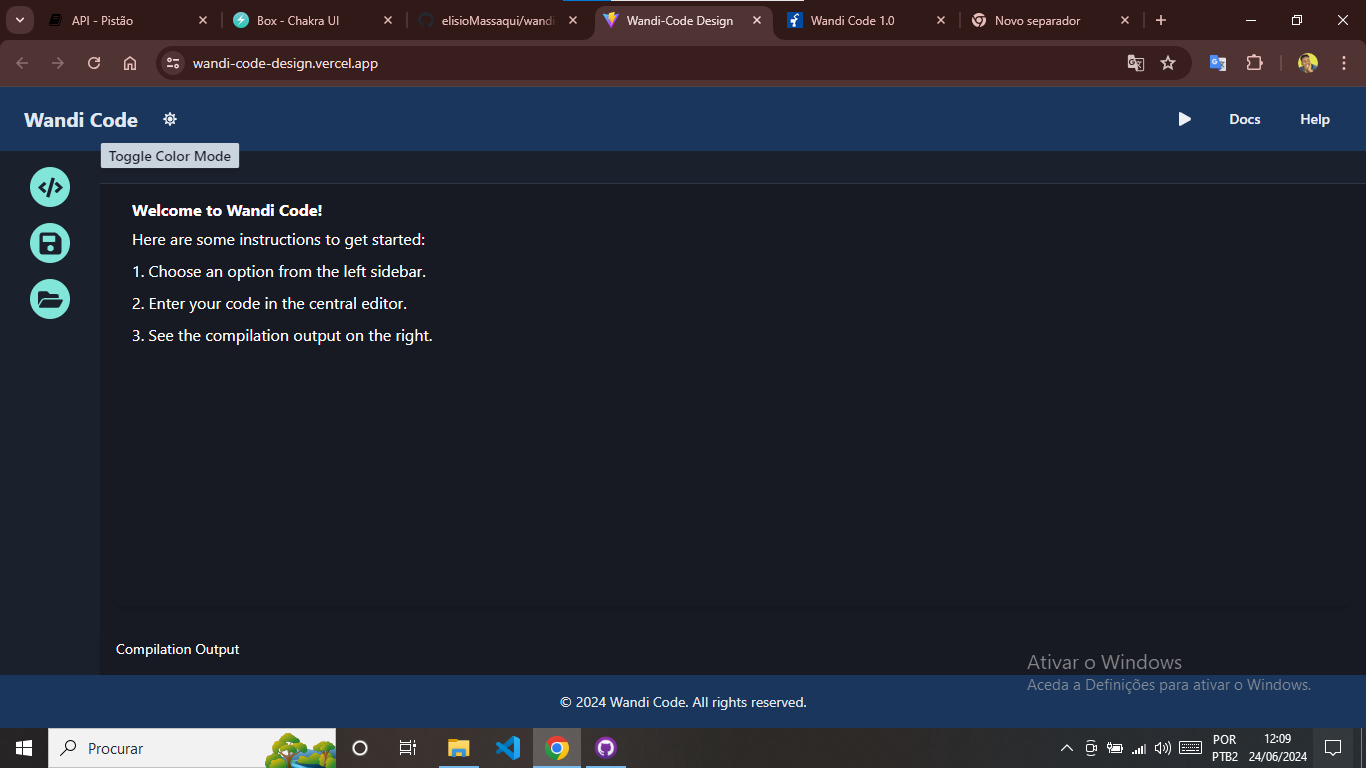 API - Pistão
Box - Chakra UI
elisioMassaqui/wandi
Wandi-Code Design
Wandi Code 1.0
Novo separador
wandi-code-design.vercel.app
Wandi Code
Docs
Help
Toggle Color Mode
Welcome to Wandi Code!
Here are some instructions to get started:
1. Choose an option from the left sidebar.
2. Enter your code in the central editor.
3. See the compilation output on the right.
Compilation Output
Ativar o Windows
Aceda a Definições para ativar o Windows.
© 2024 Wandi Code. All rights reserved.
Procurar
POR
PTB2
12:09
24/06/2024